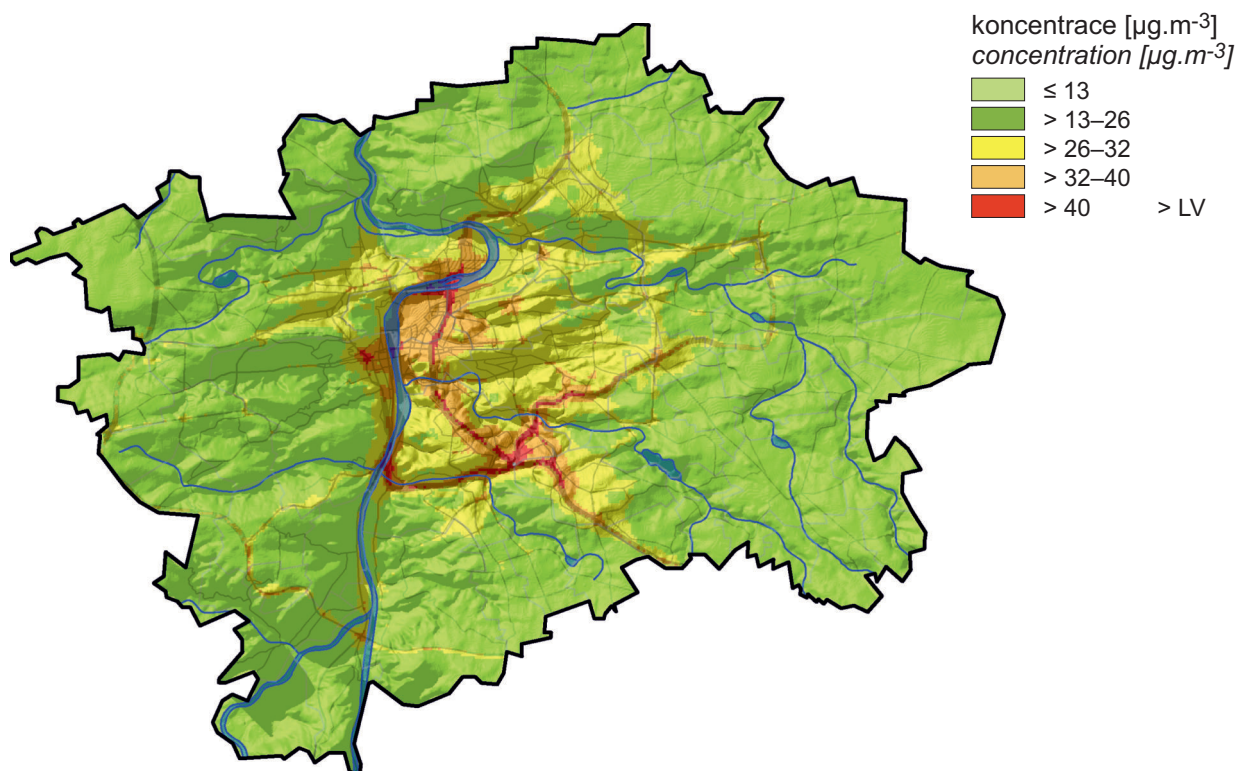 koncentrace [µg.m-3]
concentration [µg.m-3]
≤ 13
> 13–26
> 26–32
> 32–40
> 40 > LV